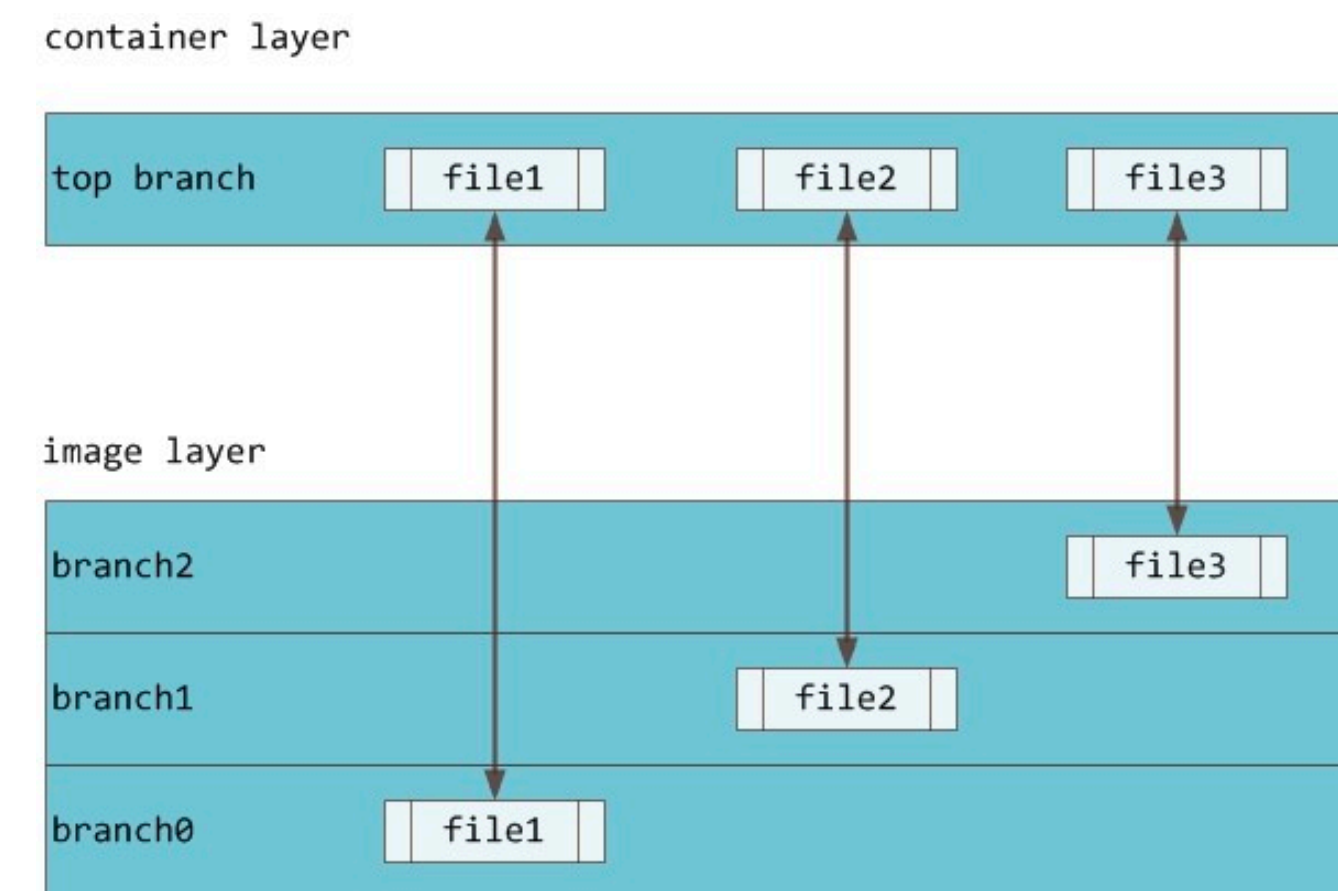 container layer
top branch file1 file2 file3
image layer
branch2 file3
branch1 file2
branch0 file1